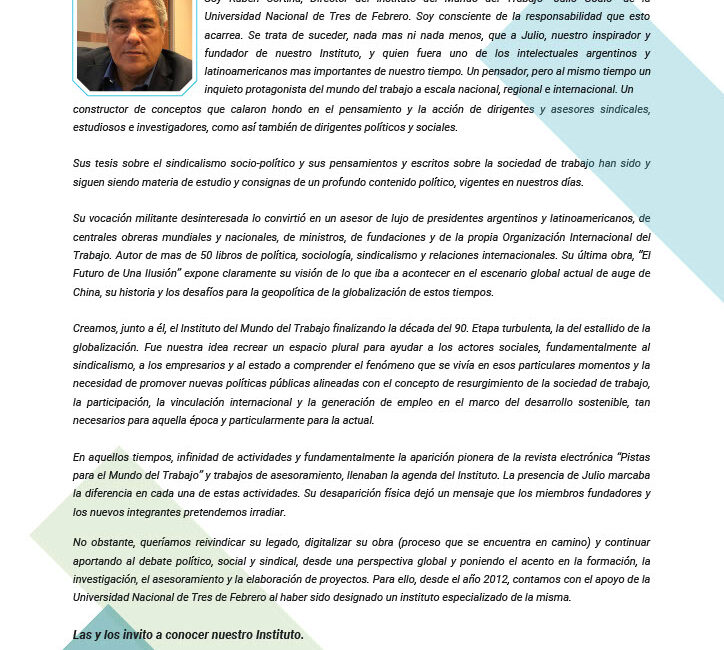 Universidad Nacional de Tres de Febrero. Soy consciente de la responsabilidad que esto
acarrea. Se trata de suceder, nada mas ni nada menos, que a Julio, nuestro inspirador y
fundador de nuestro Instituto, y quien fuera uno de los intelectuales argentinos y
latinoamericanos mas importantes de nuestro tiempo. Un pensador, pero al mismo tiempo un
inquieto protagonista del mundo del trabajo a escala nacional, regional e internacional. Un
constructor de conceptos que calaron hondo en el pensamiento y la acción de dirigentes y asesores sindicales,
estudiosos e investigadores, como así también de dirigentes políticos y sociales.
Sus tesis sobre el sindicalismo socio-político y sus pensamientos y escritos sobre la sociedad de trabajo han sido y
siguen siendo materia de estudio y consignas de un profundo contenido político, vigentes en nuestros días.
Su vocación militante desinteresada lo convirtió en un asesor de lujo de presidentes argentinos y latinoamericanos, de
centrales obreras mundiales y nacionales, de ministros, de fundaciones y de la propia Organización Internacional del
Trabajo. Autor de mas de 50 libros de política, sociología, sindicalismo y relaciones internacionales. Su última obra, “El
Futuro de Una Ilusión” expone claramente su visión de lo que iba a acontecer en el escenario global actual de auge de
China, su historia y los desafíos para la geopolítica de la globalización de estos tiempos.
Creamos, junto a él, el Instituto del Mundo del Trabajo finalizando la década del 90. Etapa turbulenta, la del estallido de la
globalización. Fue nuestra idea recrear un espacio plural para ayudar a los actores sociales, fundamentalmente al
sindicalismo, a los empresarios y al estado a comprender el fenómeno que se vivía en esos particulares momentos y la
necesidad de promover nuevas políticas públicas alineadas con el concepto de resurgimiento de la sociedad de trabajo,
la participación, la vinculación internacional y la generación de empleo en el marco del desarrollo sostenible, tan
necesarios para aquella época y particularmente para la actual.
En aquellos tiempos, infinidad de actividades y fundamentalmente la aparición pionera de la revista electrónica “Pistas
para el Mundo del Trabajo” y trabajos de asesoramiento, llenaban la agenda del Instituto. La presencia de Julio marcaba
la diferencia en cada una de estas actividades. Su desaparición física dejó un mensaje que los miembros fundadores y
los nuevos integrantes pretendemos irradiar.
No obstante, queríamos reivindicar su legado, digitalizar su obra (proceso que se encuentra en camino) y continuar
aportando al debate político, social y sindical, desde una perspectiva global y poniendo el acento en la formación, la
investigación, el asesoramiento y la elaboración de proyectos. Para ello, desde el año 2012, contamos con el apoyo de la
Universidad Nacional de Tres de Febrero al haber sido designado un instituto especializado de la misma.
Las y los invito a conocer nuestro Instituto.